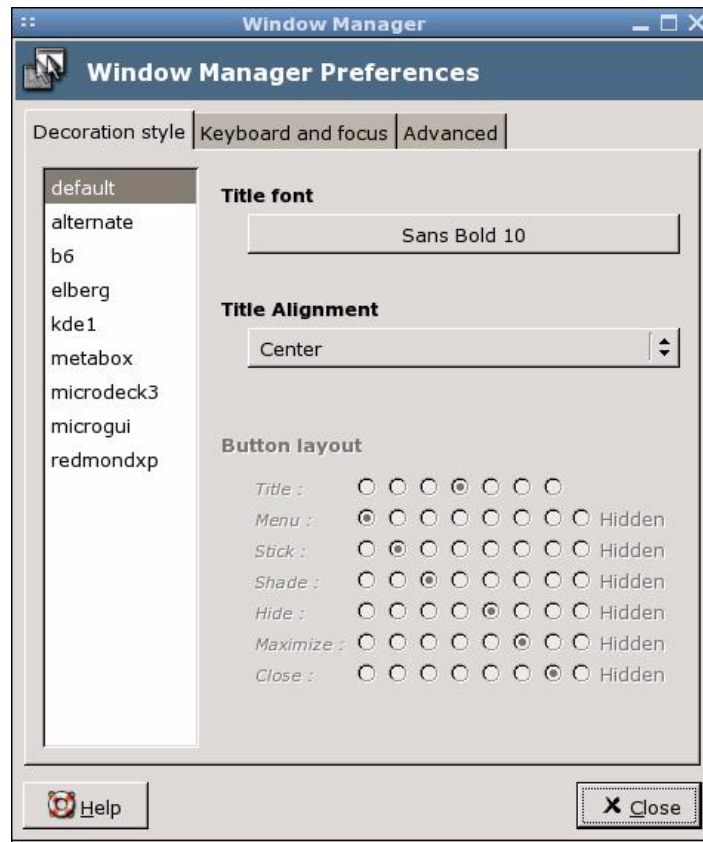 Window Manager
Window Manager Preferences
Decoration style Keyboard and focus Advanced
default
alternate
b6
elberg
kde1
metabox
microdeck3
microgui
redmondxp
Title font
Sans Bold 10
Title Alignment
Center
Button layout
Title :
Menu : Hidden
Stick : Hidden
Shade : Hidden
Hide : Hidden
Maximize : Hidden
Close : Hidden
Help
Close